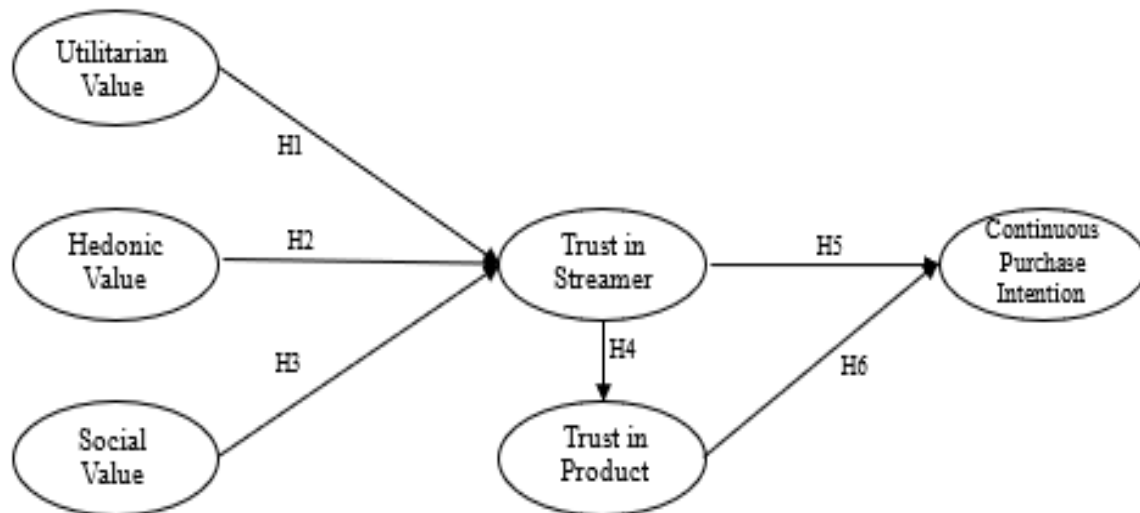 Utilitarian
Value
H1
Hedonic
Value
H2
Trust in
Streamer
H5
Continuous
Purchase
Intention
H3
H4
H6
Social
Value
Trust in
Product